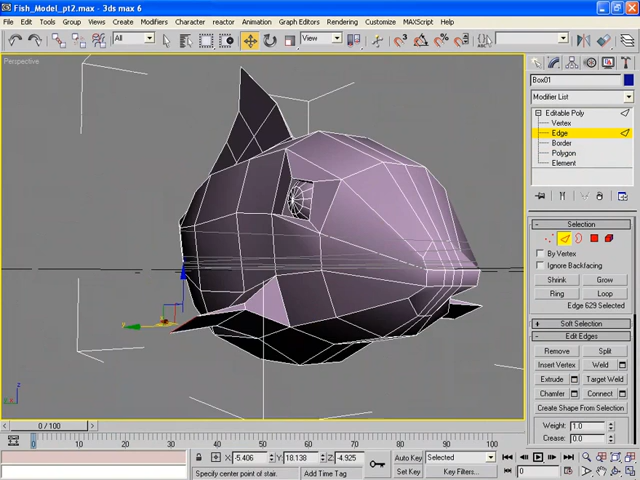 Fish_Model_pt2.max - 3ds max 6
File Edit Tools Group Views Create Modifiers Character reactor Animation Graph Editors Rendering Customize MAXScript Help
All View
Perspective
Box01
Modifier List
Editable Poly
Vertex
Edge
Border
Polygon
Element
Selection
By Vertex
Ignore Backfacing
Shrink Grow
Ring Loop
Edge 629 Selected
Soft Selection
Edit Edges
Remove Split
Insert Vertex Weld
Extrude Target Weld
Chamfer Connect
Create Shape From Selection
Weight: 1.0
Crease: 0.0
z
x
y
0 / 100
0 10 20 30 40 50 60 70 80 90 100
X: -5.406 Y: 18.138 Z: -4.925
Auto Key Selected
Specify center point of stair. Add Time Tag
Set Key Key Filters... 0